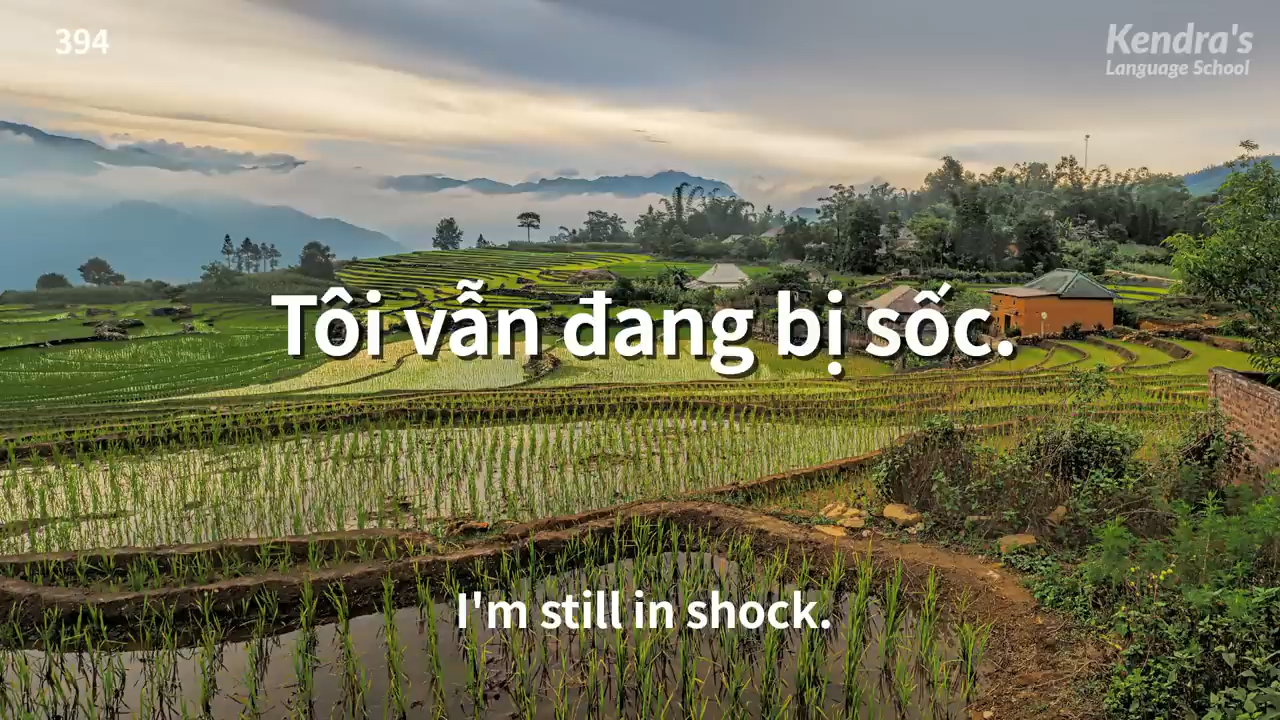 394
Kendra's
Language School
Tôi vẫn đang bị sốc.
I'm still in shock.